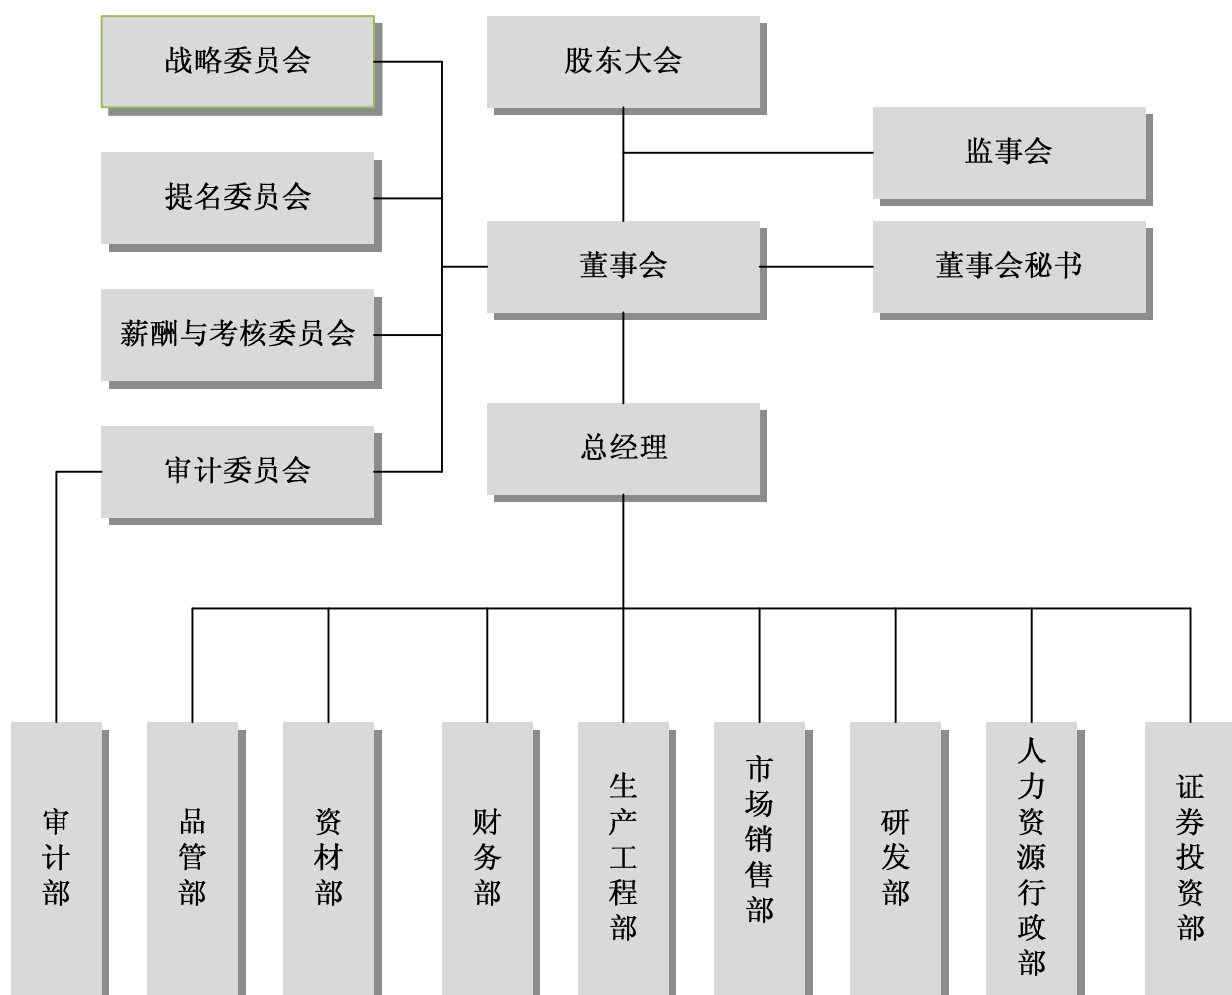 战略委员会
股东大会
监事会
提名委员会
董事会
董事会秘书
薪酬与考核委员会
总经理
审计委员会
审计部
品管部
资材部
财务部
生产工程部
市场销售部
研发部
人力资源行政部
证券投资部